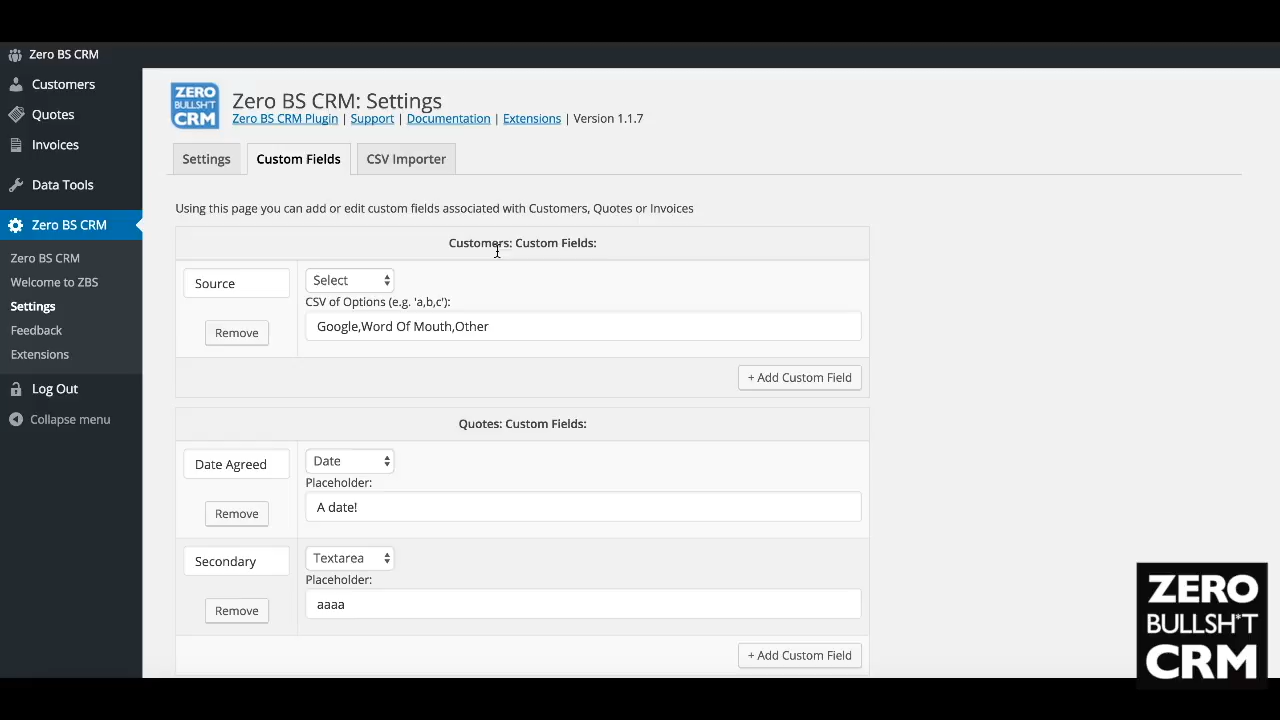 Zero BS CRM
Customers
Quotes
Invoices
Data Tools
Zero BS CRM
Zero BS CRM
Welcome to ZBS
Settings
Feedback
Extensions
Log Out
Collapse menu
ZERO
BULLSH*T
CRM
Zero BS CRM: Settings
Zero BS CRM Plugin | Support | Documentation | Extensions | Version 1.1.7
Settings
Custom Fields
CSV Importer
Using this page you can add or edit custom fields associated with Customers, Quotes or Invoices
Customers: Custom Fields:
Source
Select
CSV of Options (e.g. 'a,b,c'):
Remove
Google,Word Of Mouth,Other
+ Add Custom Field
Quotes: Custom Fields:
Date Agreed
Date
Placeholder:
Remove
A date!
Secondary
Textarea
Placeholder:
Remove
aaaa
+ Add Custom Field
ZERO
BULLSH*T
CRM